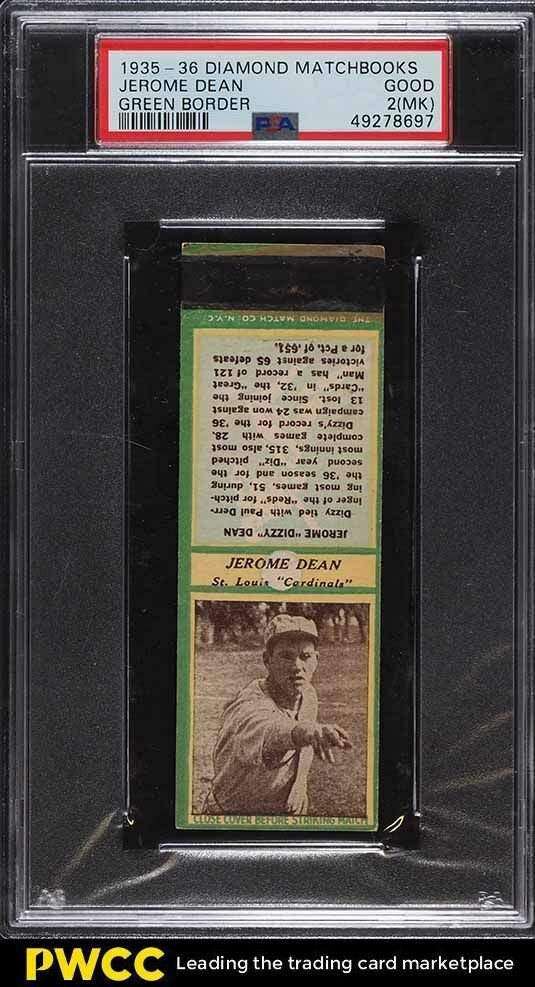 1935 - 36 DIAMOND MATCHBOOKS
JEROME DEAN GOOD
GREEN BORDER 2(MK)
PSA 49278697
JEROME "DIZZY" DEAN
Dizzy tied with Paul Derr-
inger of the "Reds" for pitch-
ing most games, 51, during
the '36 season and for the
second year "Diz" pitched
most innings, 315, also most
complete games with 28.
Dizzy's record for the '36
campaign was 24 won against
13 lost. Since joining the
"Cards" in '32, the "Great
Man" has a record of 121
victories against 65 defeats
for a Pct. of .651.
THE DIAMOND MATCH CO. N.Y.C.
JEROME DEAN
St. Louis "Cardinals"
CLOSE COVER BEFORE STRIKING MATCH
PWCC Leading the trading card marketplace